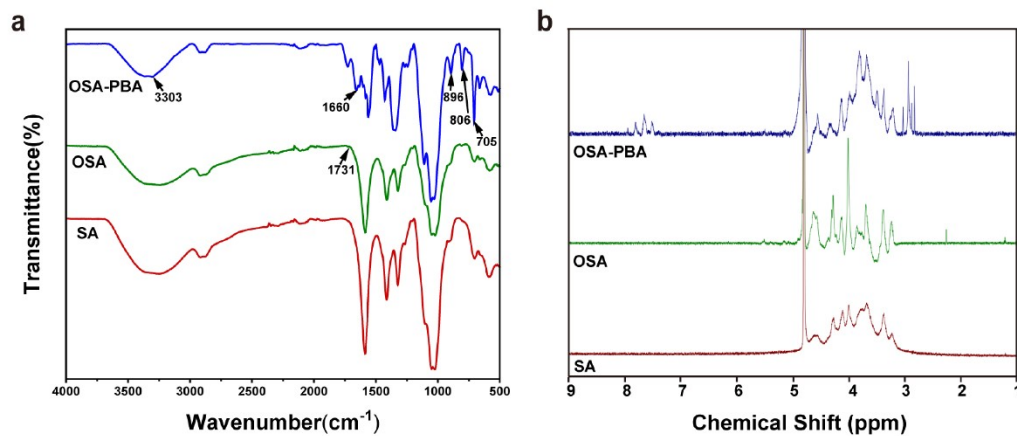 a
OSA-PBA
3303
1660
896
806
705
OSA
1731
SA
Transmittance(%)
4000 3500 3000 2500 2000 1500 1000 500
Wavenumber(cm⁻¹)
b
OSA-PBA
OSA
SA
9 8 7 6 5 4 3 2 1
Chemical Shift (ppm)